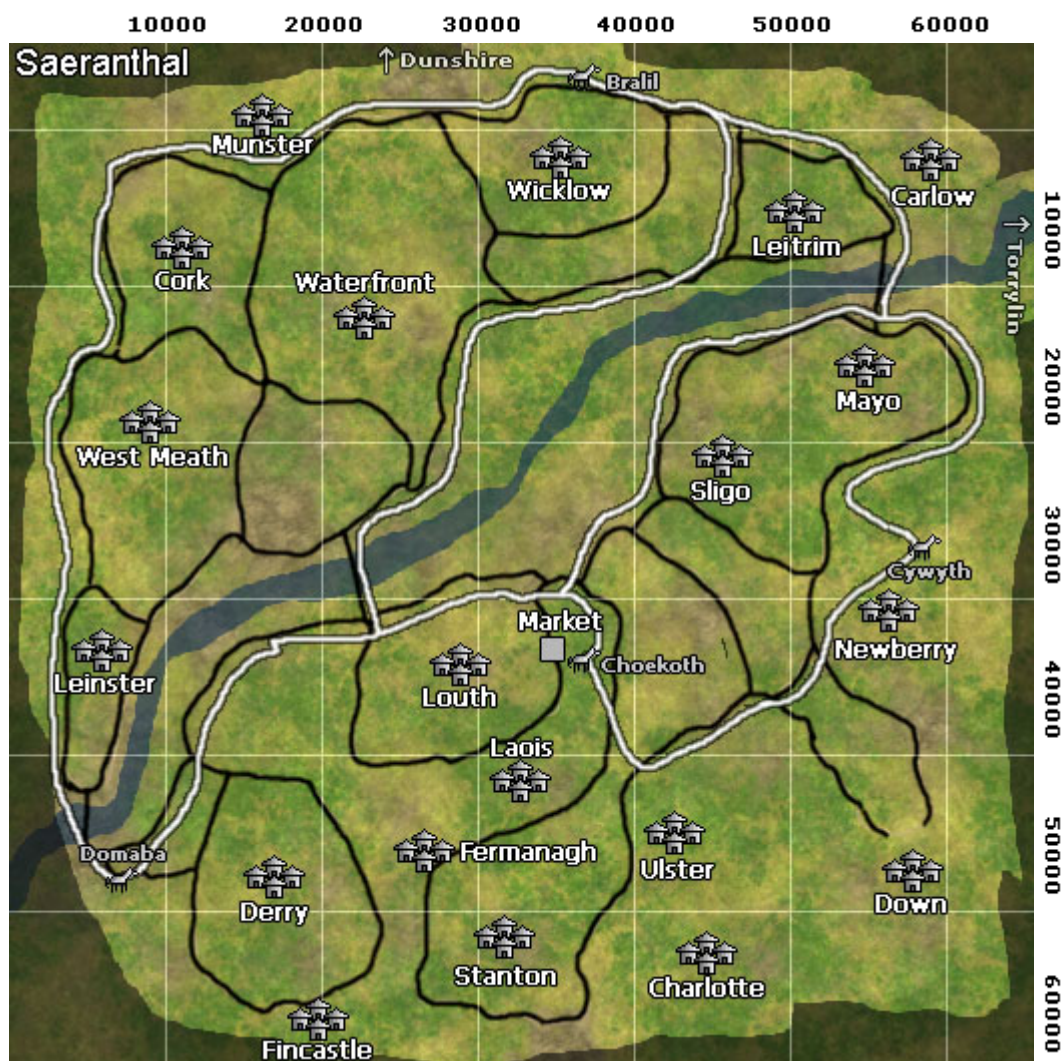 10000 20000 30000 40000 50000 60000
Saeranthal
↑ Dunshire
Bralil
Munster
Wicklow
Carlow
10000
Leitrim
Cork
Waterfront
↑ Torrylin
20000
Mayo
West Meath
Sligo
30000
Cywyth
Market
Newberry
Choekoth
Leinster
Louth
40000
Laois
50000
Domaba
Fermanagh
Ulster
Down
Derry
Stanton
Charlotte
60000
Fincastle